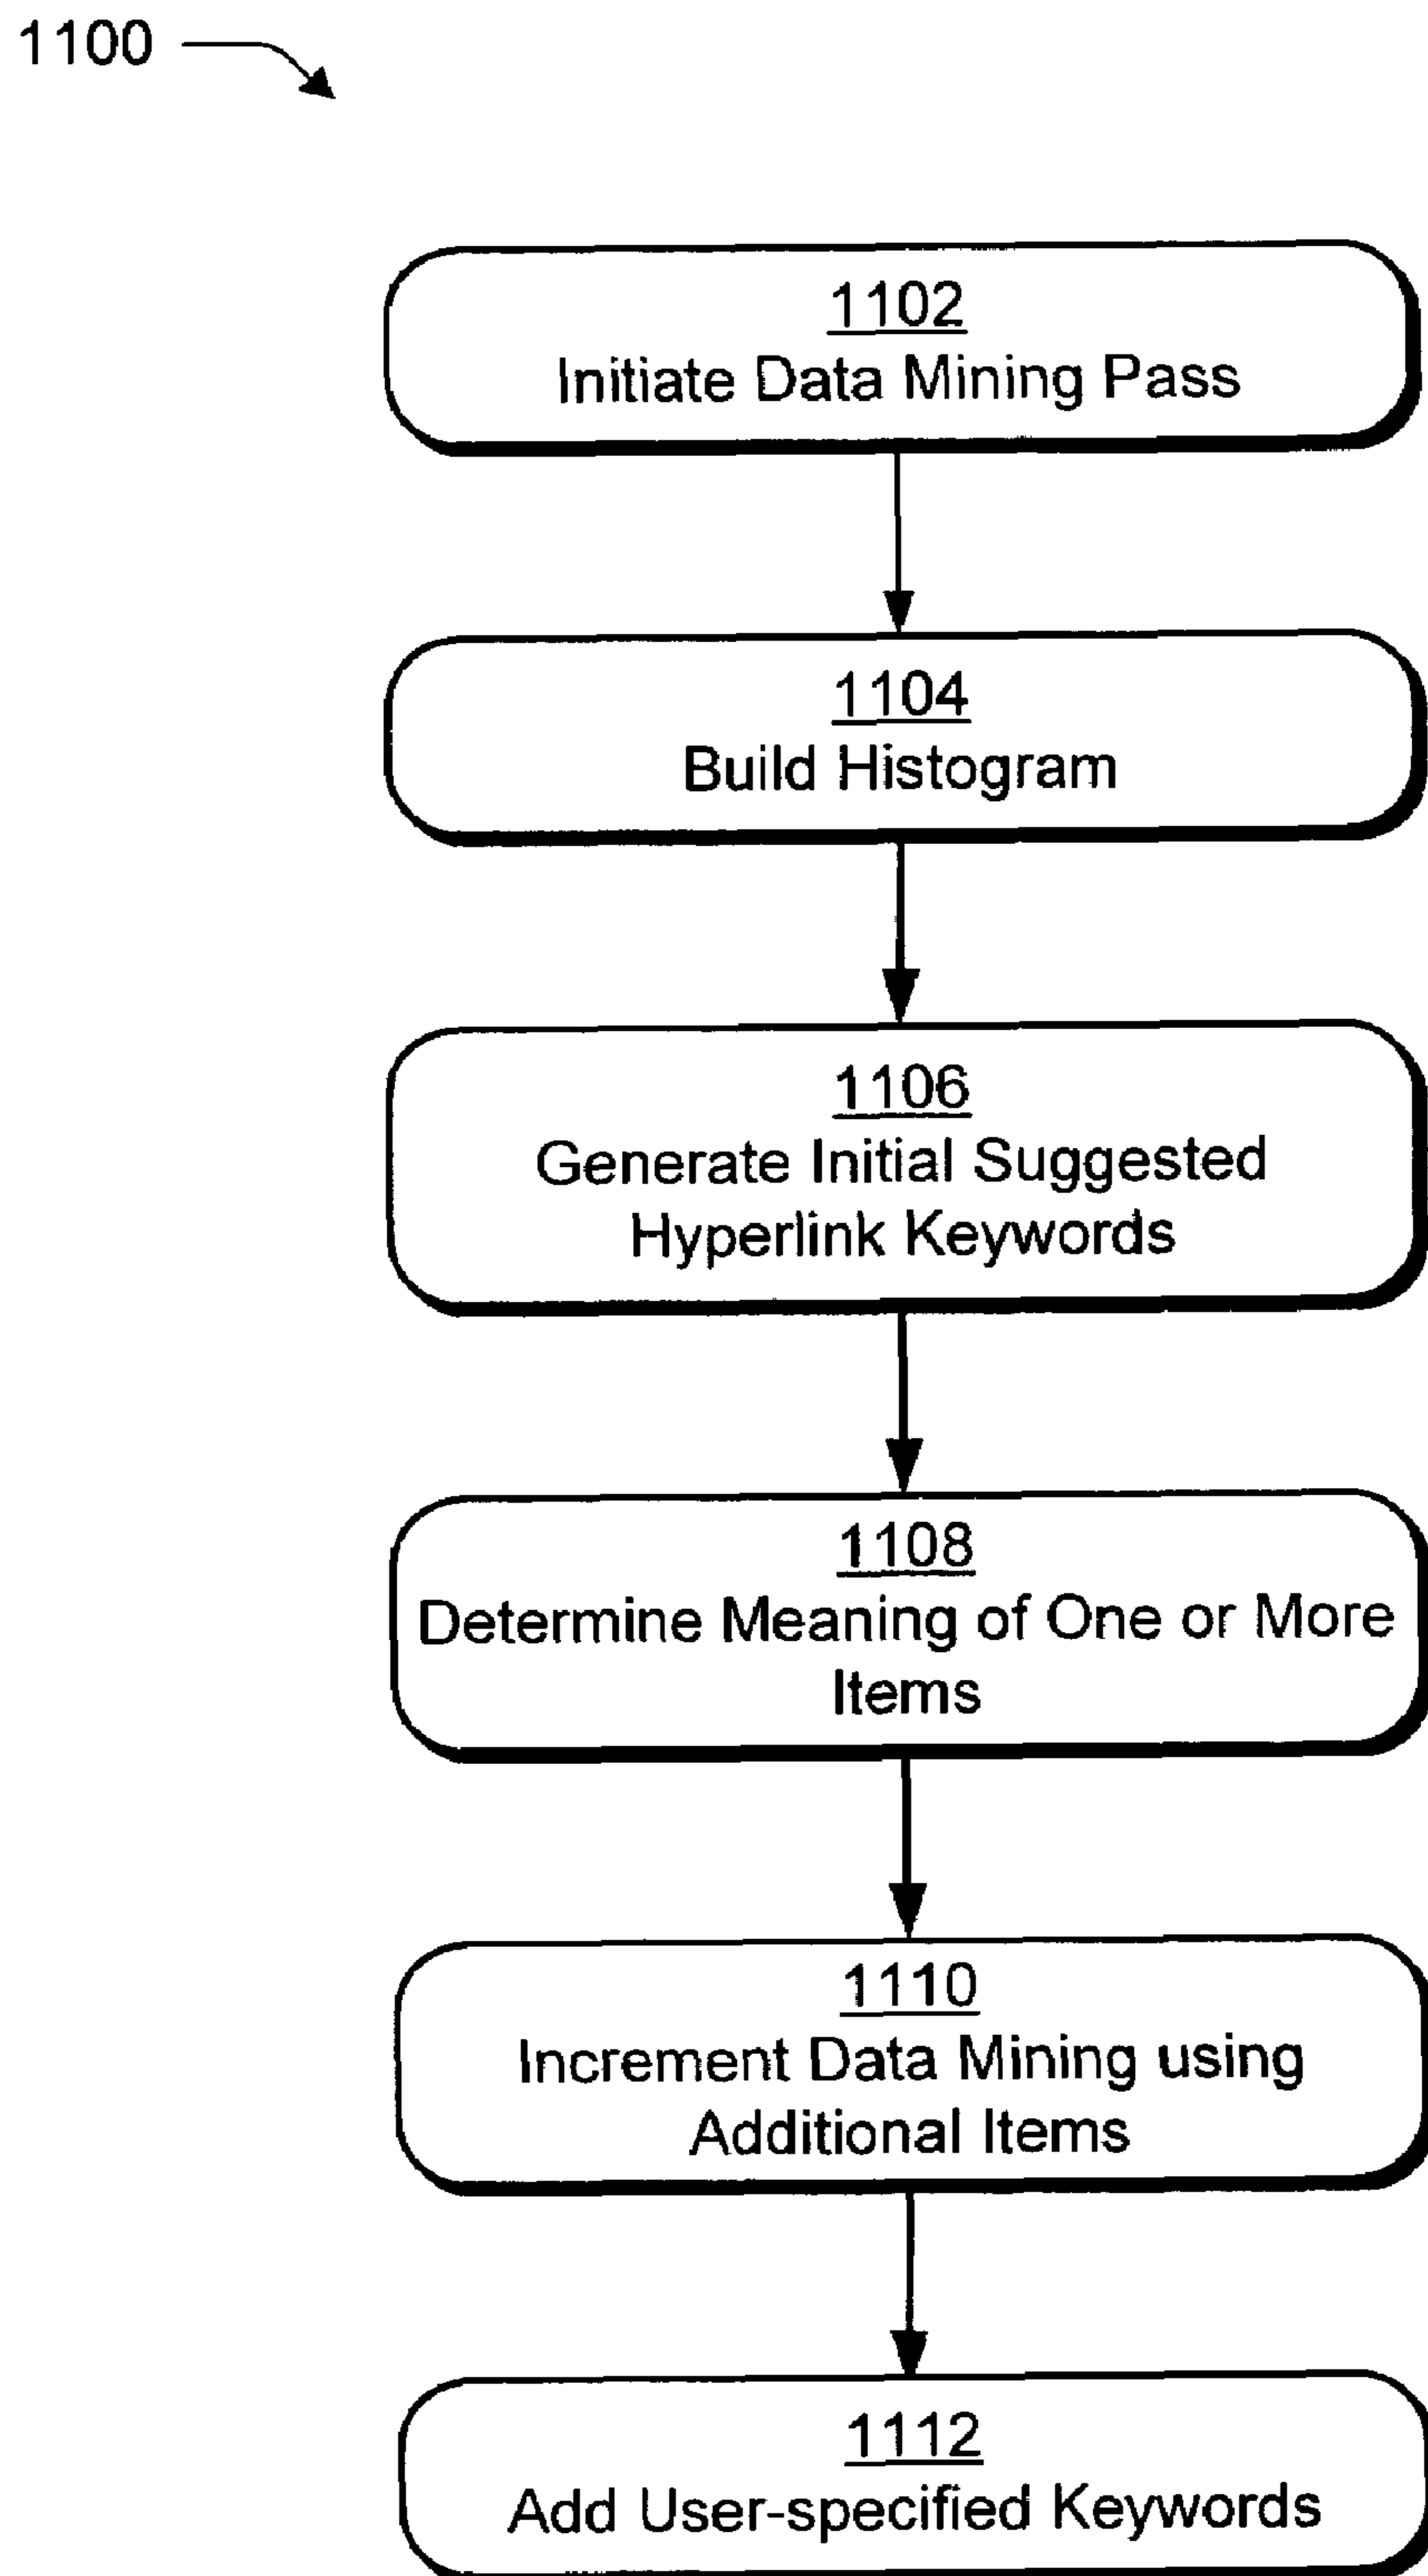 1100
1102
Initiate Data Mining Pass
1104
Build Histogram
1106
Generate Initial Suggested
Hyperlink Keywords
1108
Determine Meaning of One or More
Items
1110
Increment Data Mining using
Additional Items
1112
Add User-specified Keywords